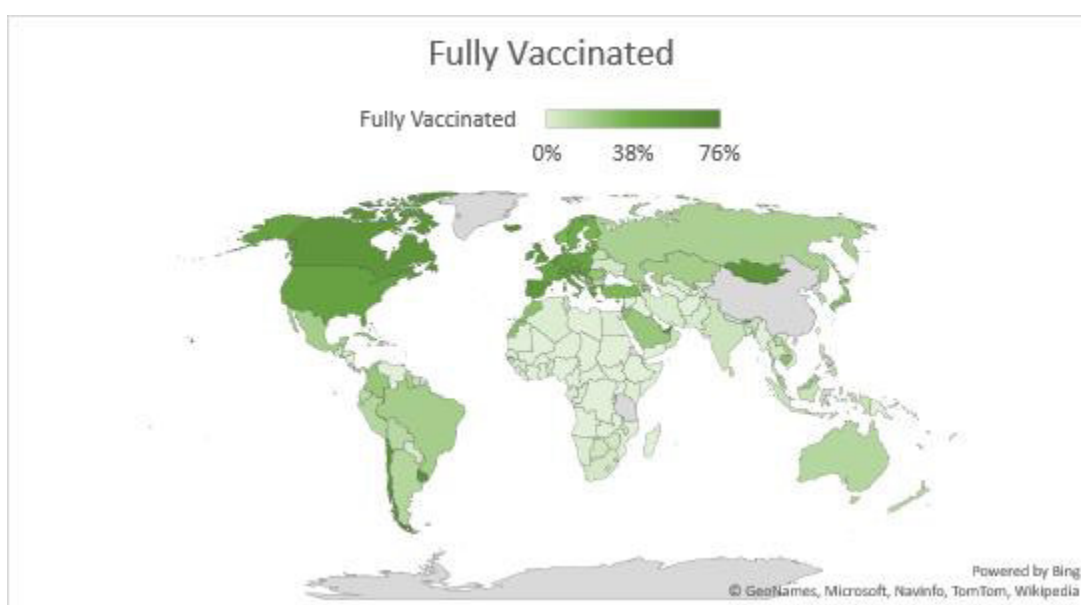 Fully Vaccinated
Fully Vaccinated
0% 38% 76%
Powered by Bing
© GeoNames, Microsoft, Navinfo, TomTom, Wikipedia